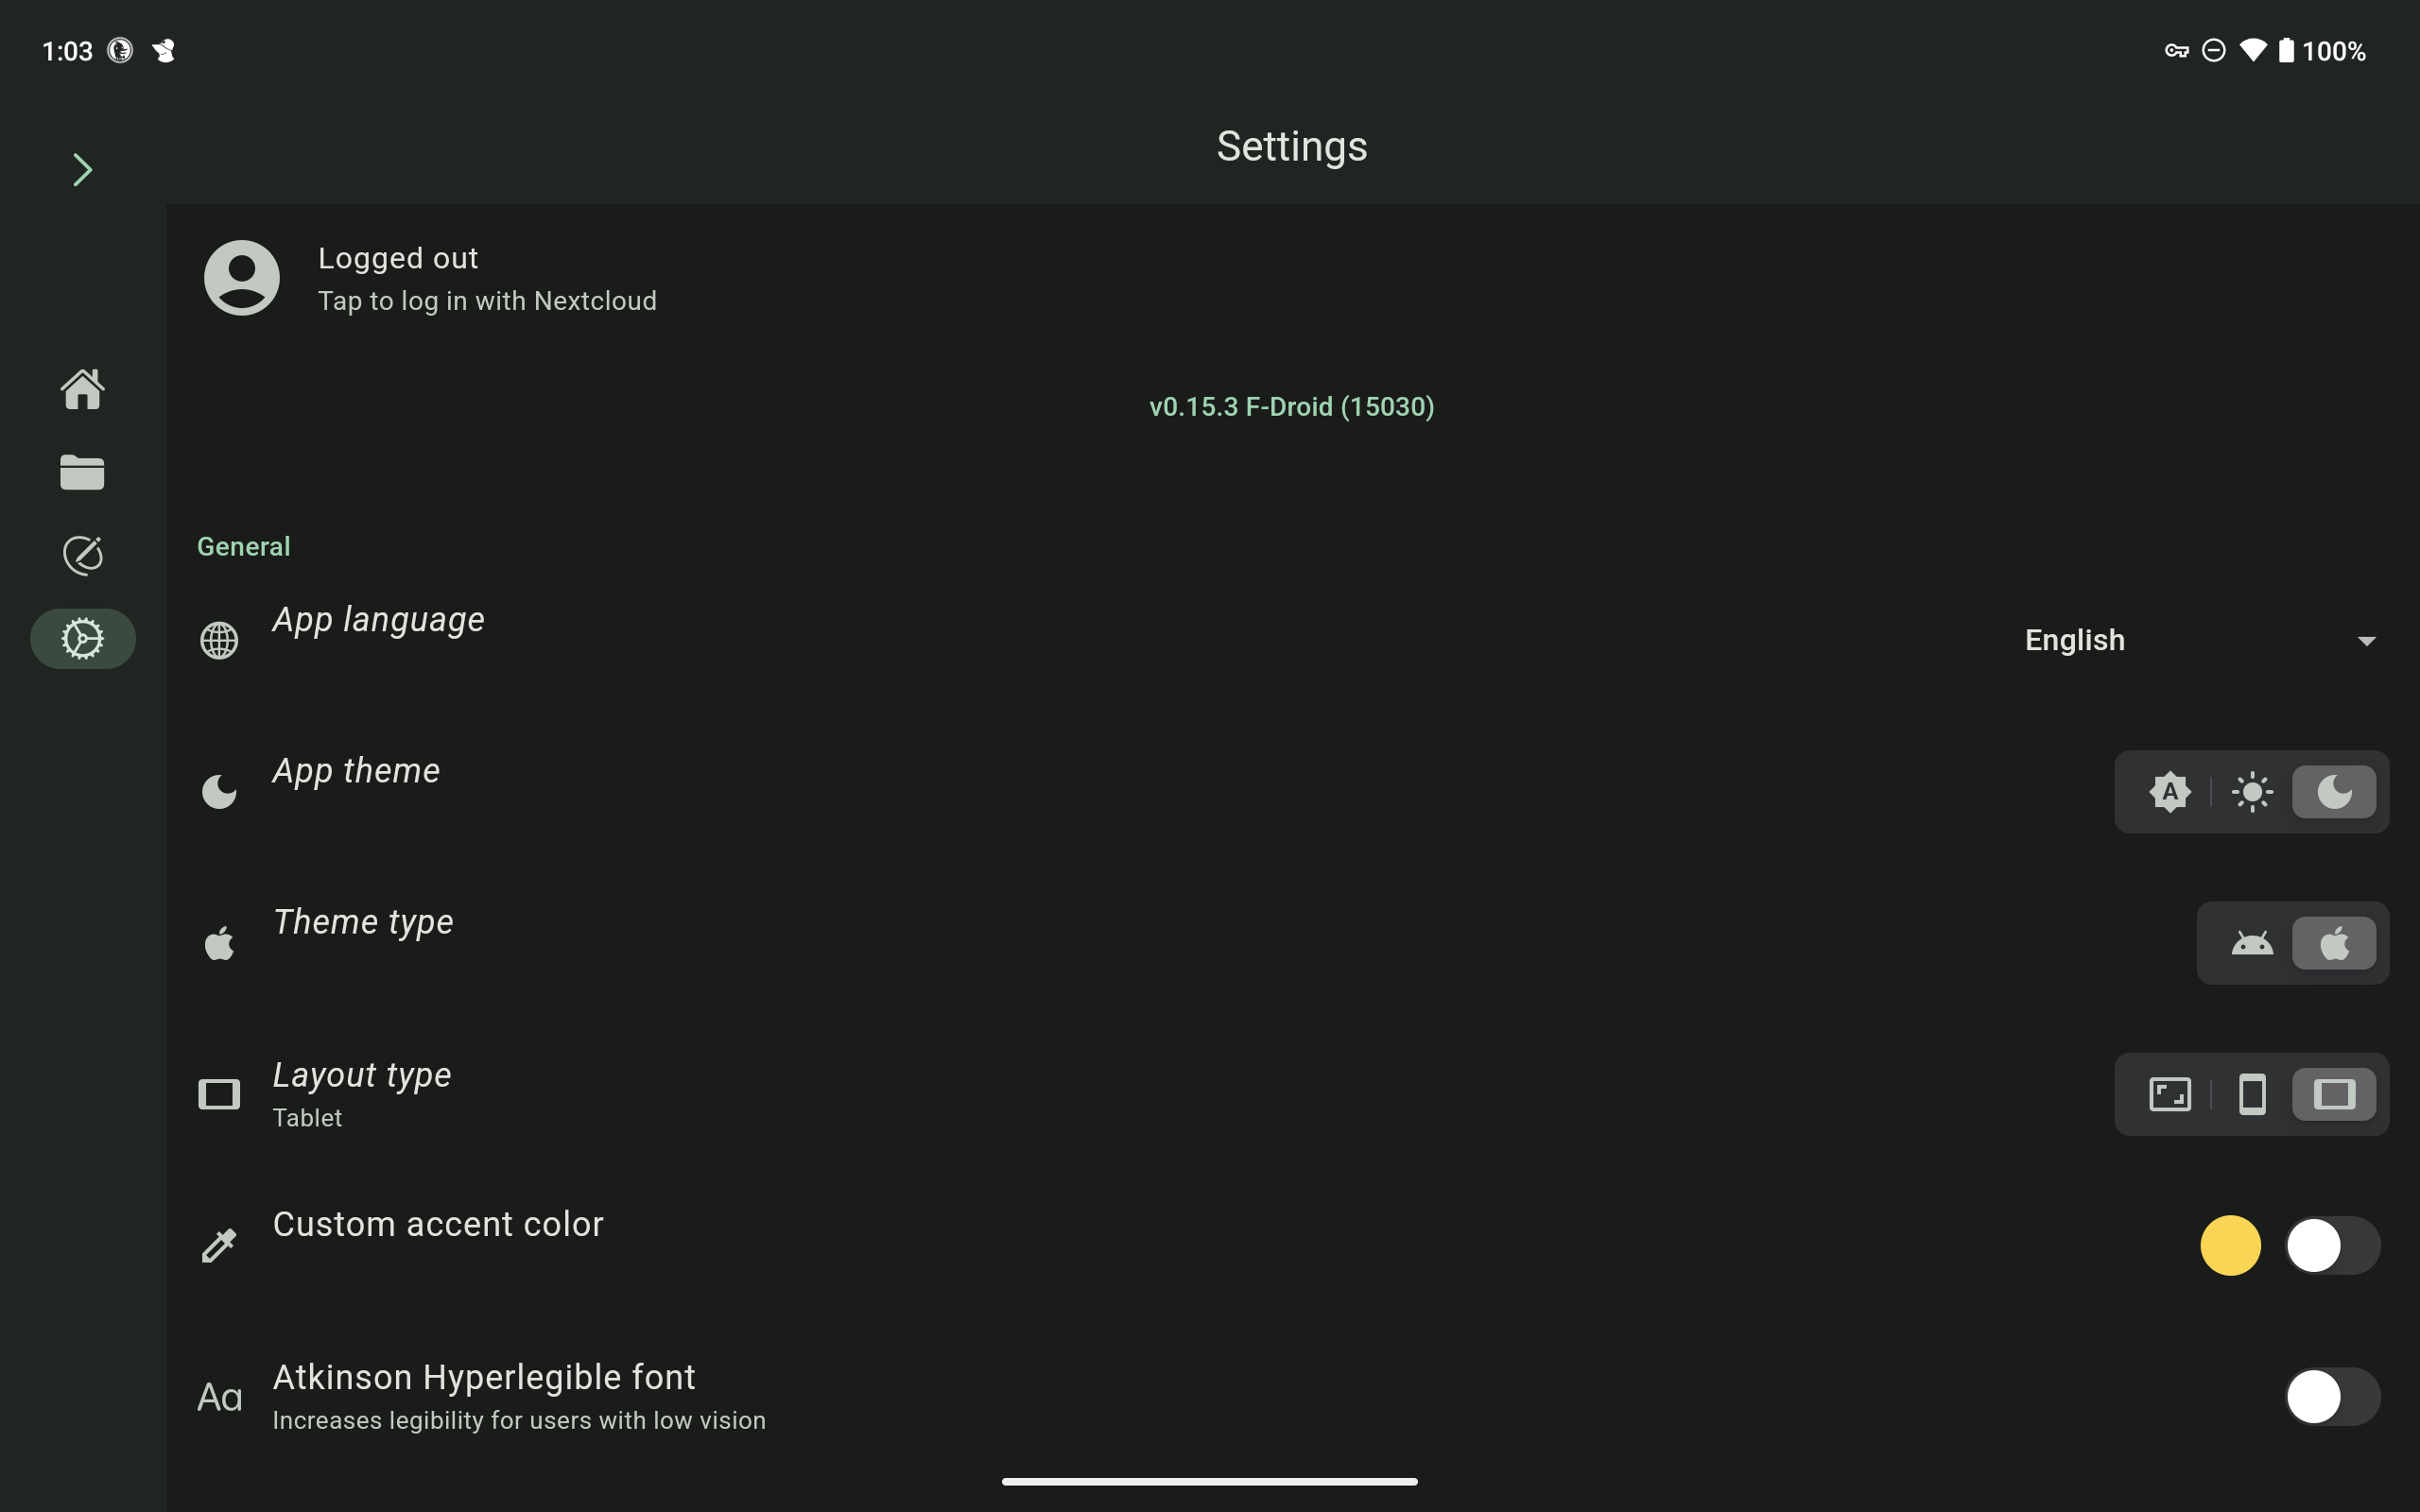 1:03
100%
Settings
Logged out
Tap to log in with Nextcloud
v0.15.3 F-Droid (15030)
General
App language
English
App theme
A
Theme type
Layout type
Tablet
Custom accent color
Aa
Atkinson Hyperlegible font
Increases legibility for users with low vision